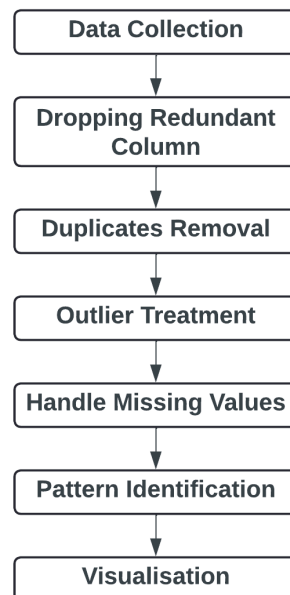 Data Collection
Dropping Redundant
Column
Duplicates Removal
Outlier Treatment
Handle Missing Values
Pattern Identification
Visualisation